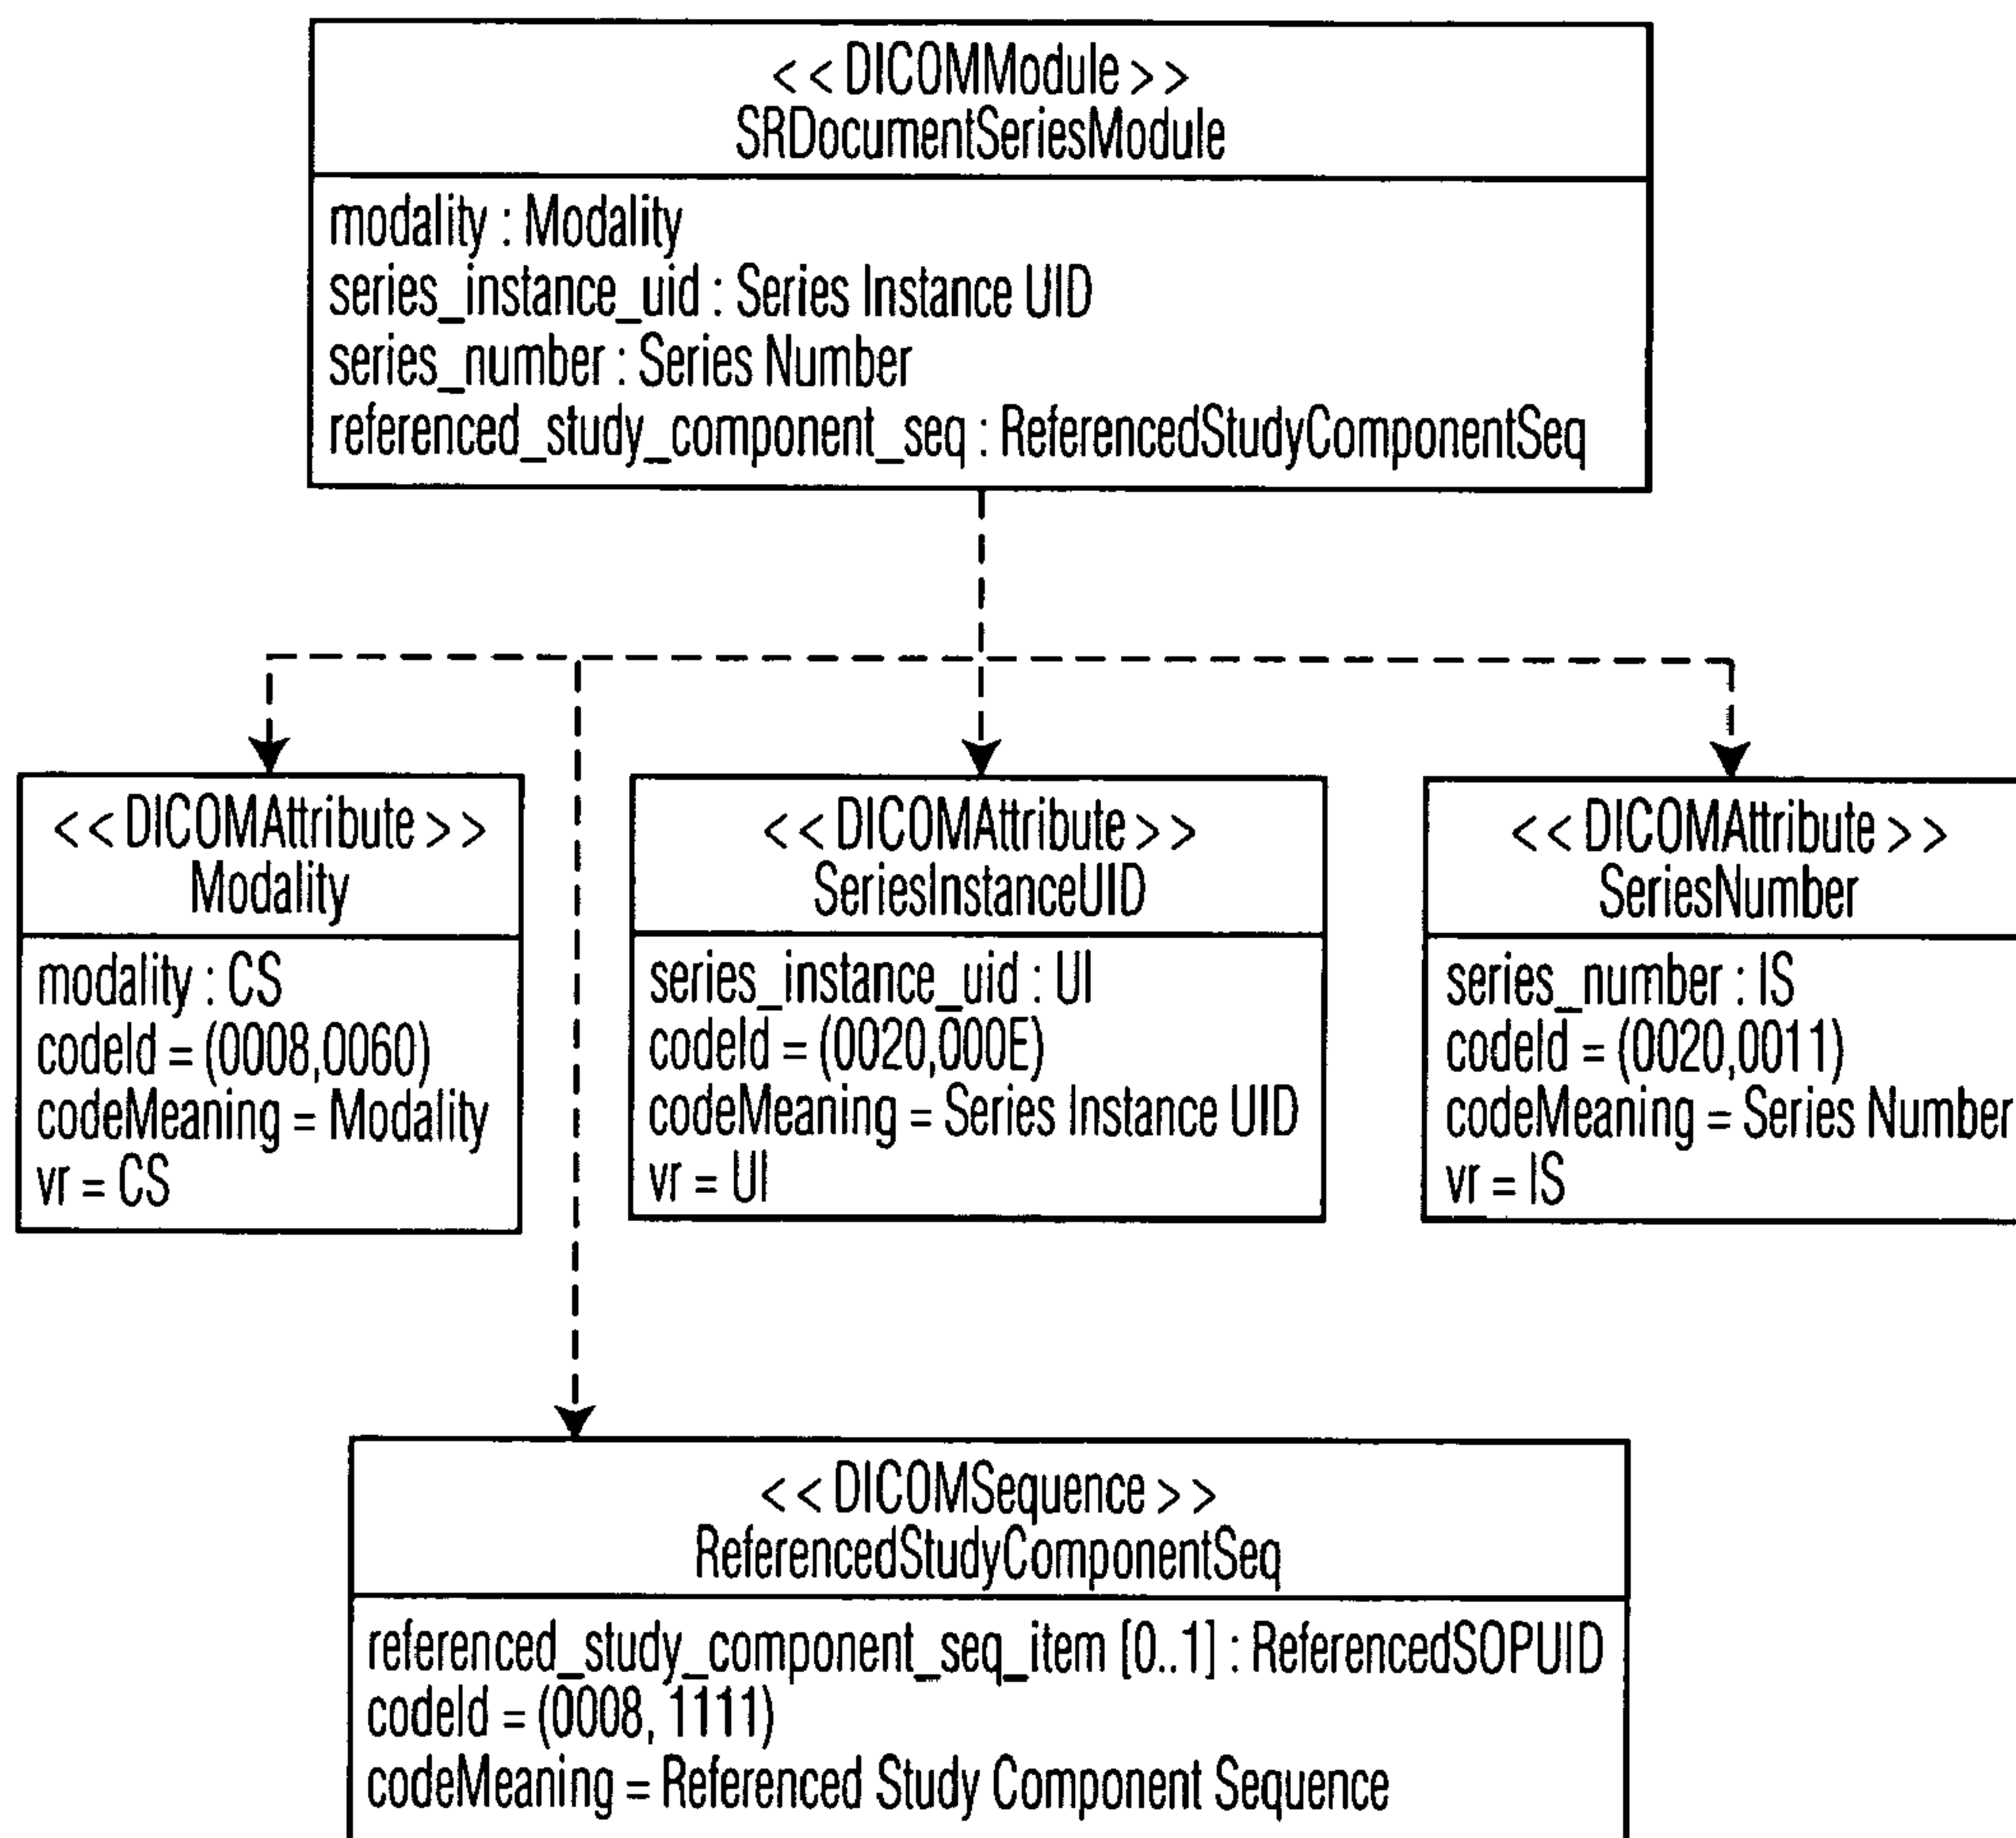 << DICOMModule >>
SRDocumentSeriesModule
modality : Modality
series_instance_uid : Series Instance UID
series_number : Series Number
referenced_study_component_seq : ReferencedStudyComponentSeq
<< DICOMAttribute >>
Modality
modality : CS
codeId = (0008,0060)
codeMeaning = Modality
vr = CS
<< DICOMAttribute >>
SeriesInstanceUID
series_instance_uid : UI
codeId = (0020,000E)
codeMeaning = Series Instance UID
vr = UI
<< DICOMAttribute >>
SeriesNumber
series_number : IS
codeId = (0020,0011)
codeMeaning = Series Number
vr = IS
<< DICOMSequence >>
ReferencedStudyComponentSeq
referenced_study_component_seq_item [0..1] : ReferencedSOPUID
codeId = (0008, 1111)
codeMeaning = Referenced Study Component Sequence